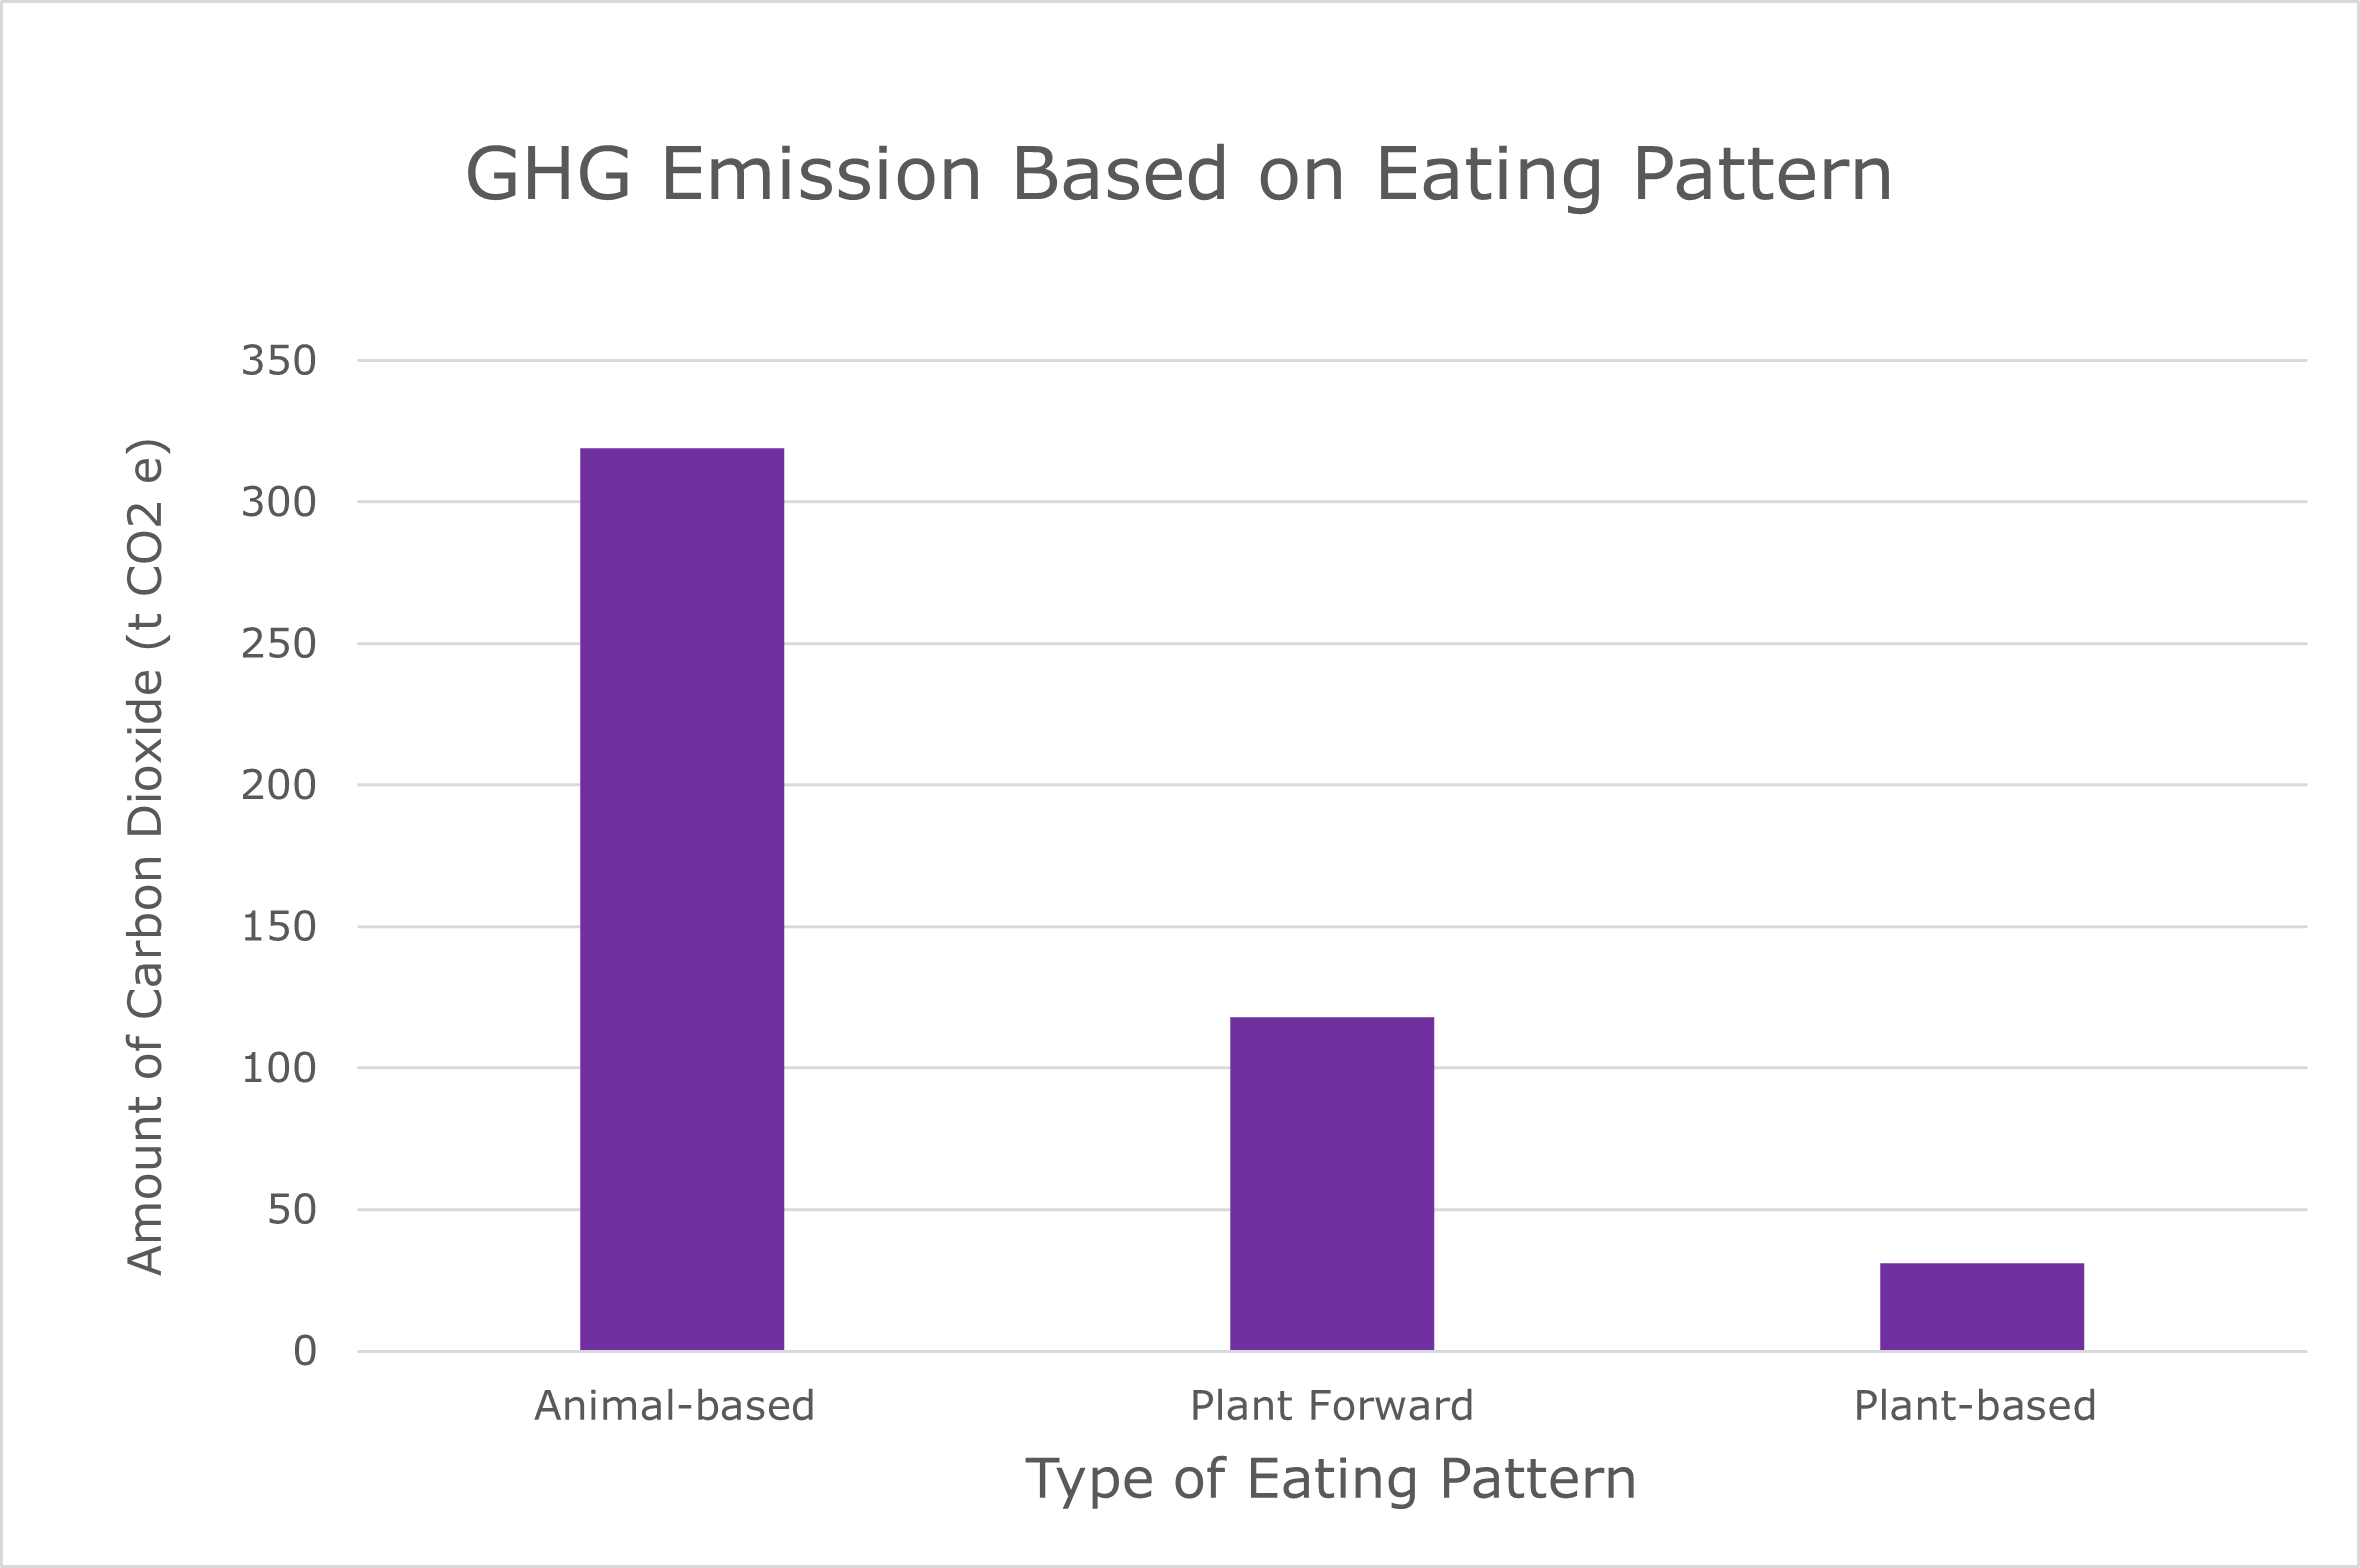 GHG Emission Based on Eating Pattern
Amount of Carbon Dioxide (t CO2 e)
350
300
250
200
150
100
50
0
Animal-based
Plant Forward
Plant-based
Type of Eating Pattern